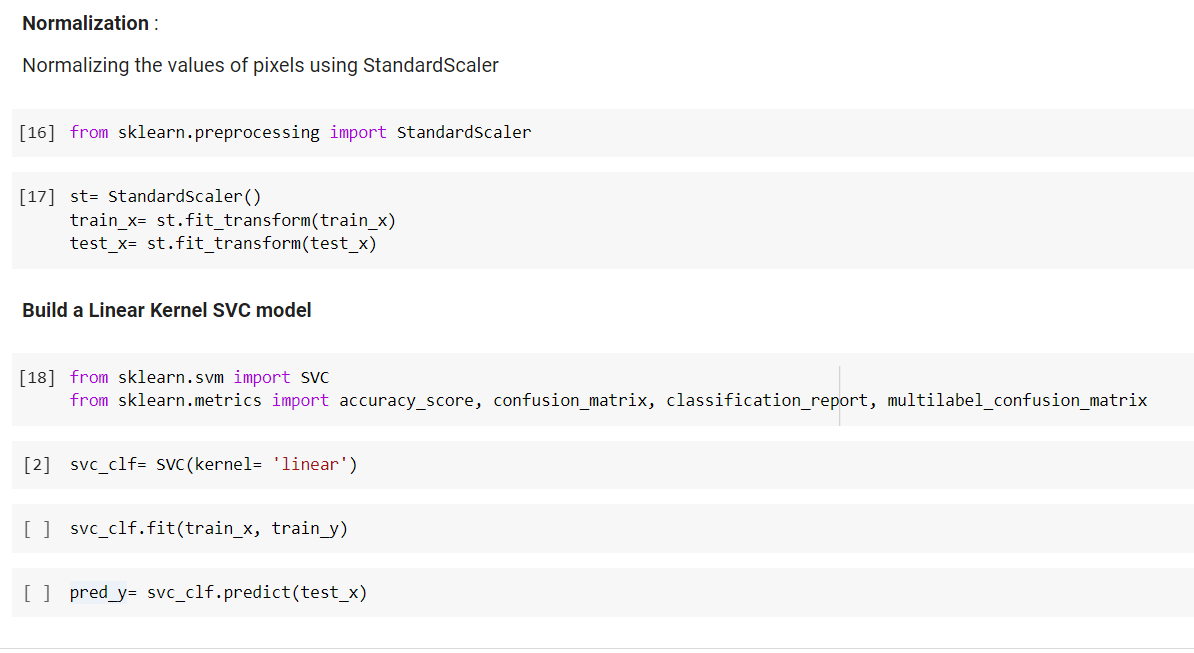 Normalization :
Normalizing the values of pixels using StandardScaler
[16] from sklearn.preprocessing import StandardScaler
[17] st= StandardScaler()
train_x= st.fit_transform(train_x)
test_x= st.fit_transform(test_x)
Build a Linear Kernel SVC model
[18] from sklearn.svm import SVC
from sklearn.metrics import accuracy_score, confusion_matrix, classification_report, multilabel_confusion_matrix
[2] svc_clf= SVC(kernel= 'linear')
[ ] svc_clf.fit(train_x, train_y)
[ ] pred_y= svc_clf.predict(test_x)